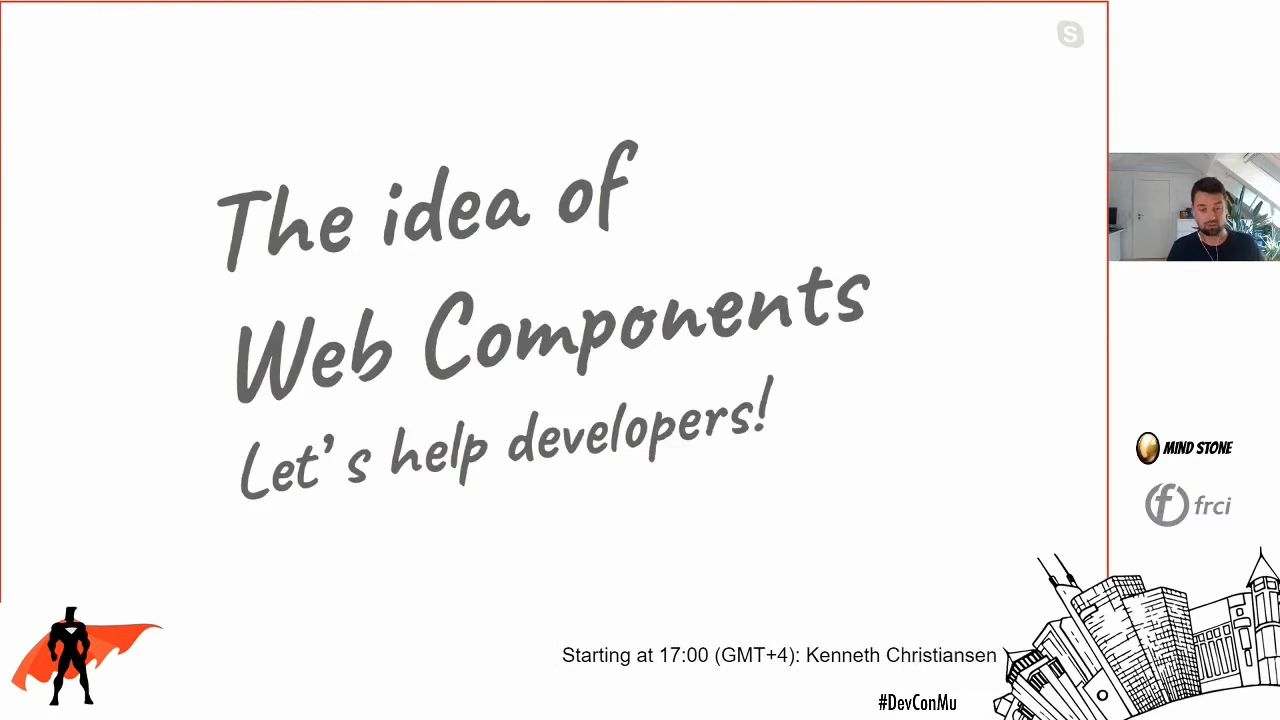 The idea of
Web Components
Let's help developers!
S
MIND STONE
f frci
Starting at 17:00 (GMT+4): Kenneth Christiansen
#DevConMu